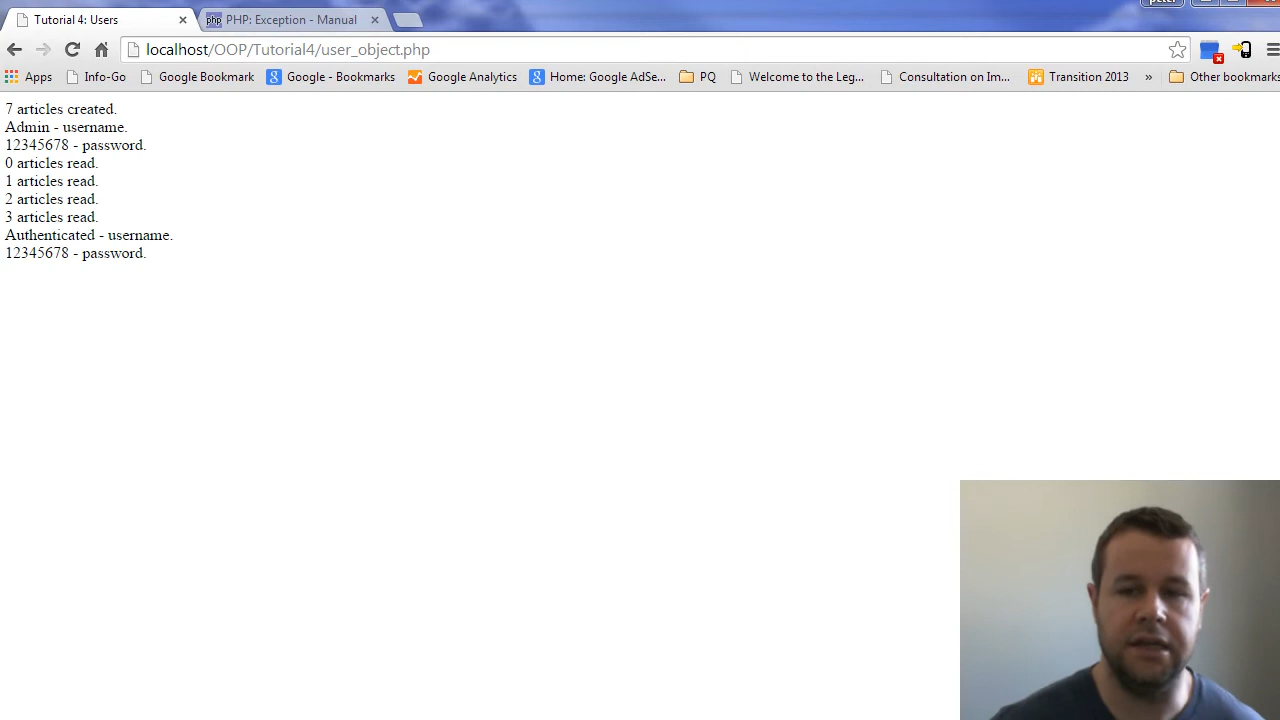 peter
Tutorial 4: Users
php PHP: Exception - Manual
localhost/OOP/Tutorial4/user_object.php
Apps Info-Go Google Bookmark Google - Bookmarks Google Analytics Home: Google AdSe... PQ Welcome to the Leg... Consultation on Im... Transition 2013 » Other bookmarks
7 articles created.
Admin - username.
12345678 - password.
0 articles read.
1 articles read.
2 articles read.
3 articles read.
Authenticated - username.
12345678 - password.